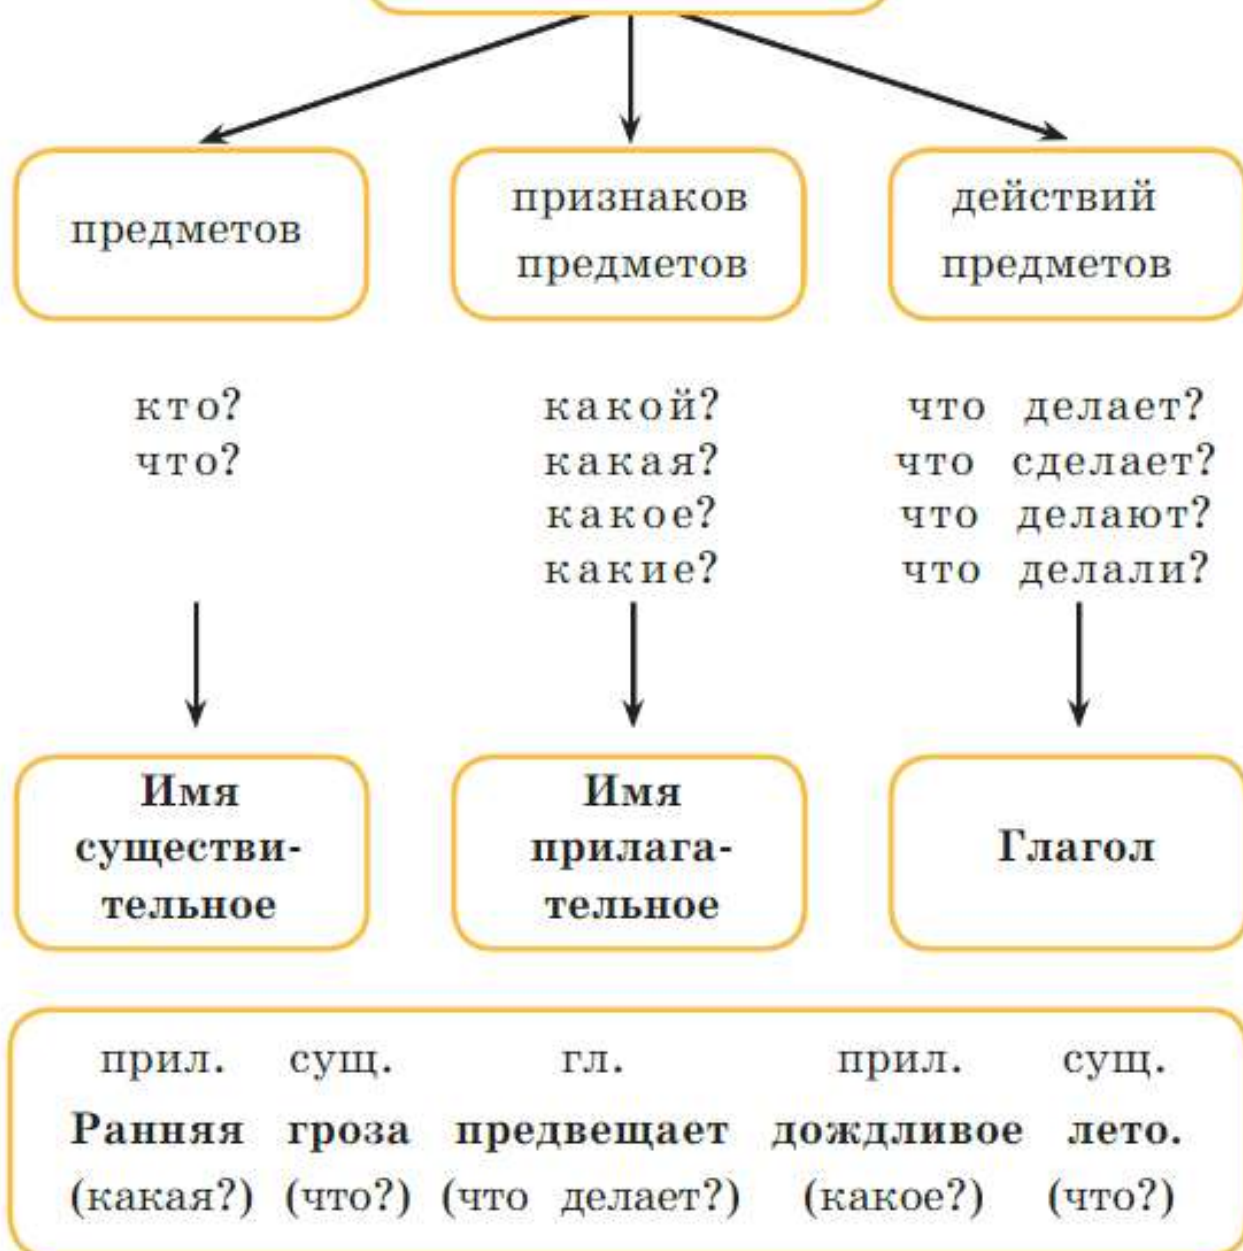 предметов
признаков
предметов
действий
предметов
кто?
что?
какой?
какая?
какое?
какие?
что делает?
что сделает?
что делают?
что делали?
Имя
существи-
тельное
Имя
прилага-
тельное
Глагол
прил. сущ. гл. прил. сущ.
Ранняя гроза предвещает дождливое лето.
(какая?) (что?) (что делает?) (какое?) (что?)